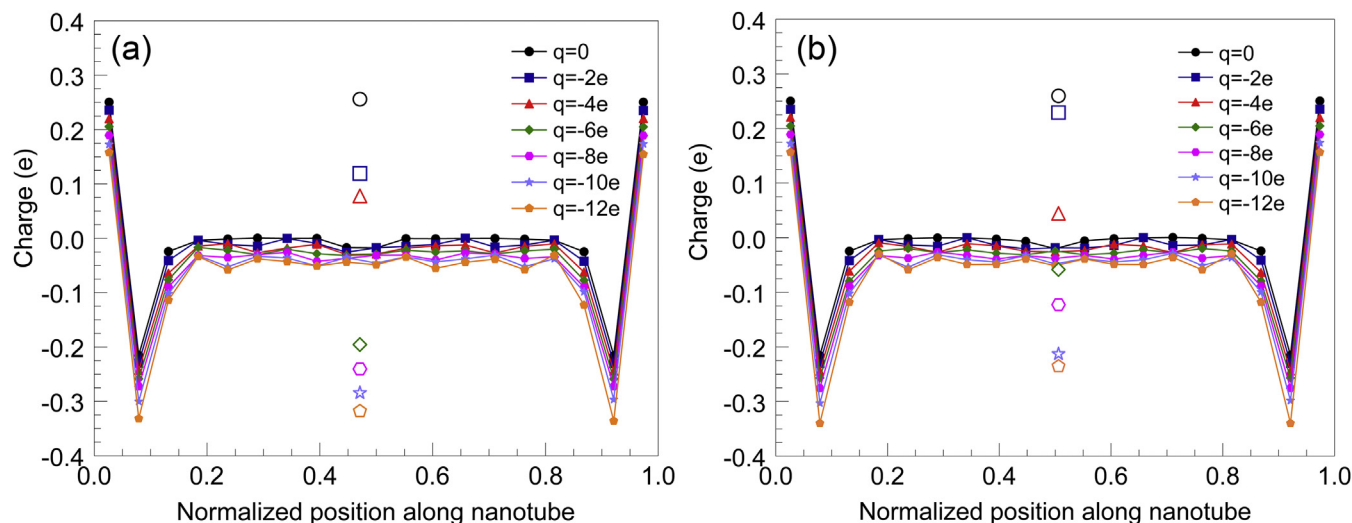 (a)
0.4
0.3
0.2
0.1
0.0
-0.1
-0.2
-0.3
-0.4
Charge (e)
q=0
q=-2e
q=-4e
q=-6e
q=-8e
q=-10e
q=-12e
0.0 0.2 0.4 0.6 0.8 1.0
Normalized position along nanotube
(b)
0.4
0.3
0.2
0.1
0.0
-0.1
-0.2
-0.3
-0.4
Charge (e)
q=0
q=-2e
q=-4e
q=-6e
q=-8e
q=-10e
q=-12e
0.0 0.2 0.4 0.6 0.8 1.0
Normalized position along nanotube